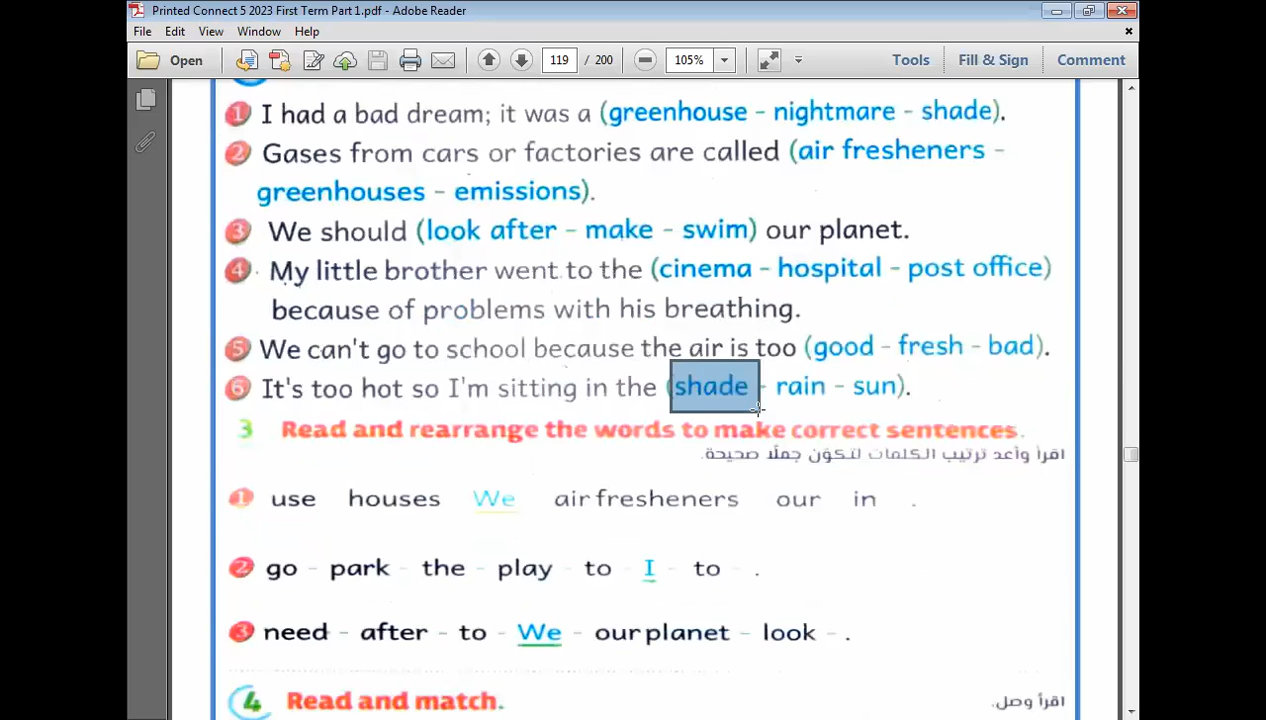 Printed Connect 5 2023 First Term Part 1.pdf - Adobe Reader
File Edit View Window Help
Open 119 / 200 105% Tools Fill & Sign Comment
1 I had a bad dream; it was a (greenhouse - nightmare - shade).
2 Gases from cars or factories are called (air fresheners -
greenhouses - emissions).
3 We should (look after - make - swim) our planet.
4 My little brother went to the (cinema - hospital - post office)
because of problems with his breathing.
5 We can't go to school because the air is too (good - fresh - bad).
6 It's too hot so I'm sitting in the (shade - rain - sun).
3 Read and rearrange the words to make correct sentences.
اقرأ وأعد ترتيب الكلمات لتكوّن جملًا صحيحة.
1 use houses We air fresheners our in .
2 go - park - the - play - to - I - to - .
3 need - after - to - We - our planet - look - .
4 Read and match.
اقرأ وصل.